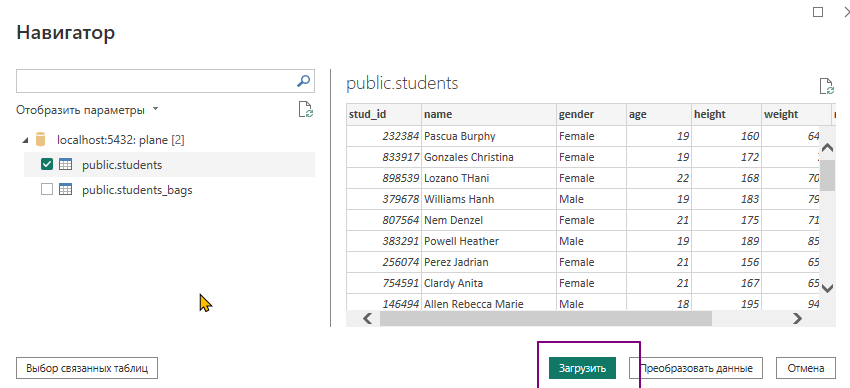 Навигатор
Отобразить параметры
localhost:5432: plane [2]
public.students
public.students_bags
public.students
stud_id name gender age height weight
232384 Pascua Burphy Female 19 160 64
833917 Gonzales Christina Female 19 172
898539 Lozano THani Female 22 168 70
379678 Williams Hanh Male 19 183 79
807564 Nem Denzel Female 21 175 71
383291 Powell Heather Male 19 189 85
256074 Perez Jadrian Female 21 156 65
754591 Clardy Anita Female 21 167 65
146494 Allen Rebecca Marie Male 18 195 94
Выбор связанных таблиц Загрузить Преобразовать данные Отмена